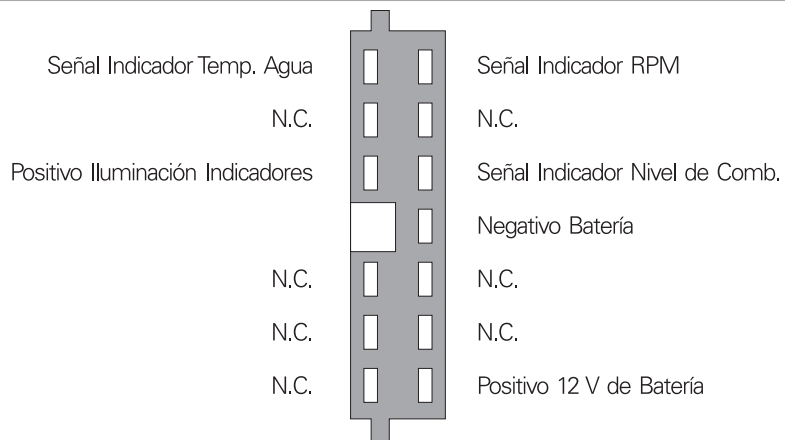 Señal Indicador Temp. Agua
Señal Indicador RPM
N.C.
N.C.
Positivo Iluminación Indicadores
Señal Indicador Nivel de Comb.
Negativo Batería
N.C.
N.C.
N.C.
N.C.
N.C.
Positivo 12 V de Batería